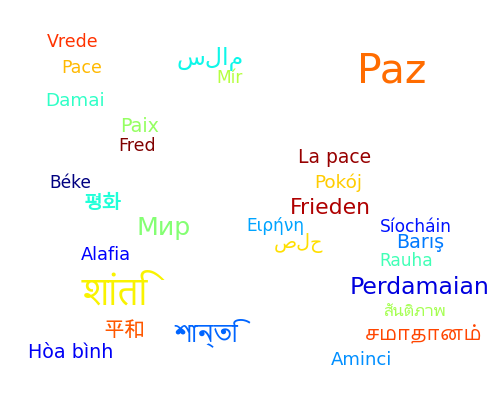 Vrede
سلام
Paz
Pace
Mir
Damai
Paix
Fred
La pace
Béke
Pokój
평화
Frieden
Мир
Ειρήνη
Síocháin
صلح
Barış
Alafia
Rauha
शांति
Perdamaian
สันติภาพ
平和
শান্তি
சமாதானம்
Hòa bình
Aminci